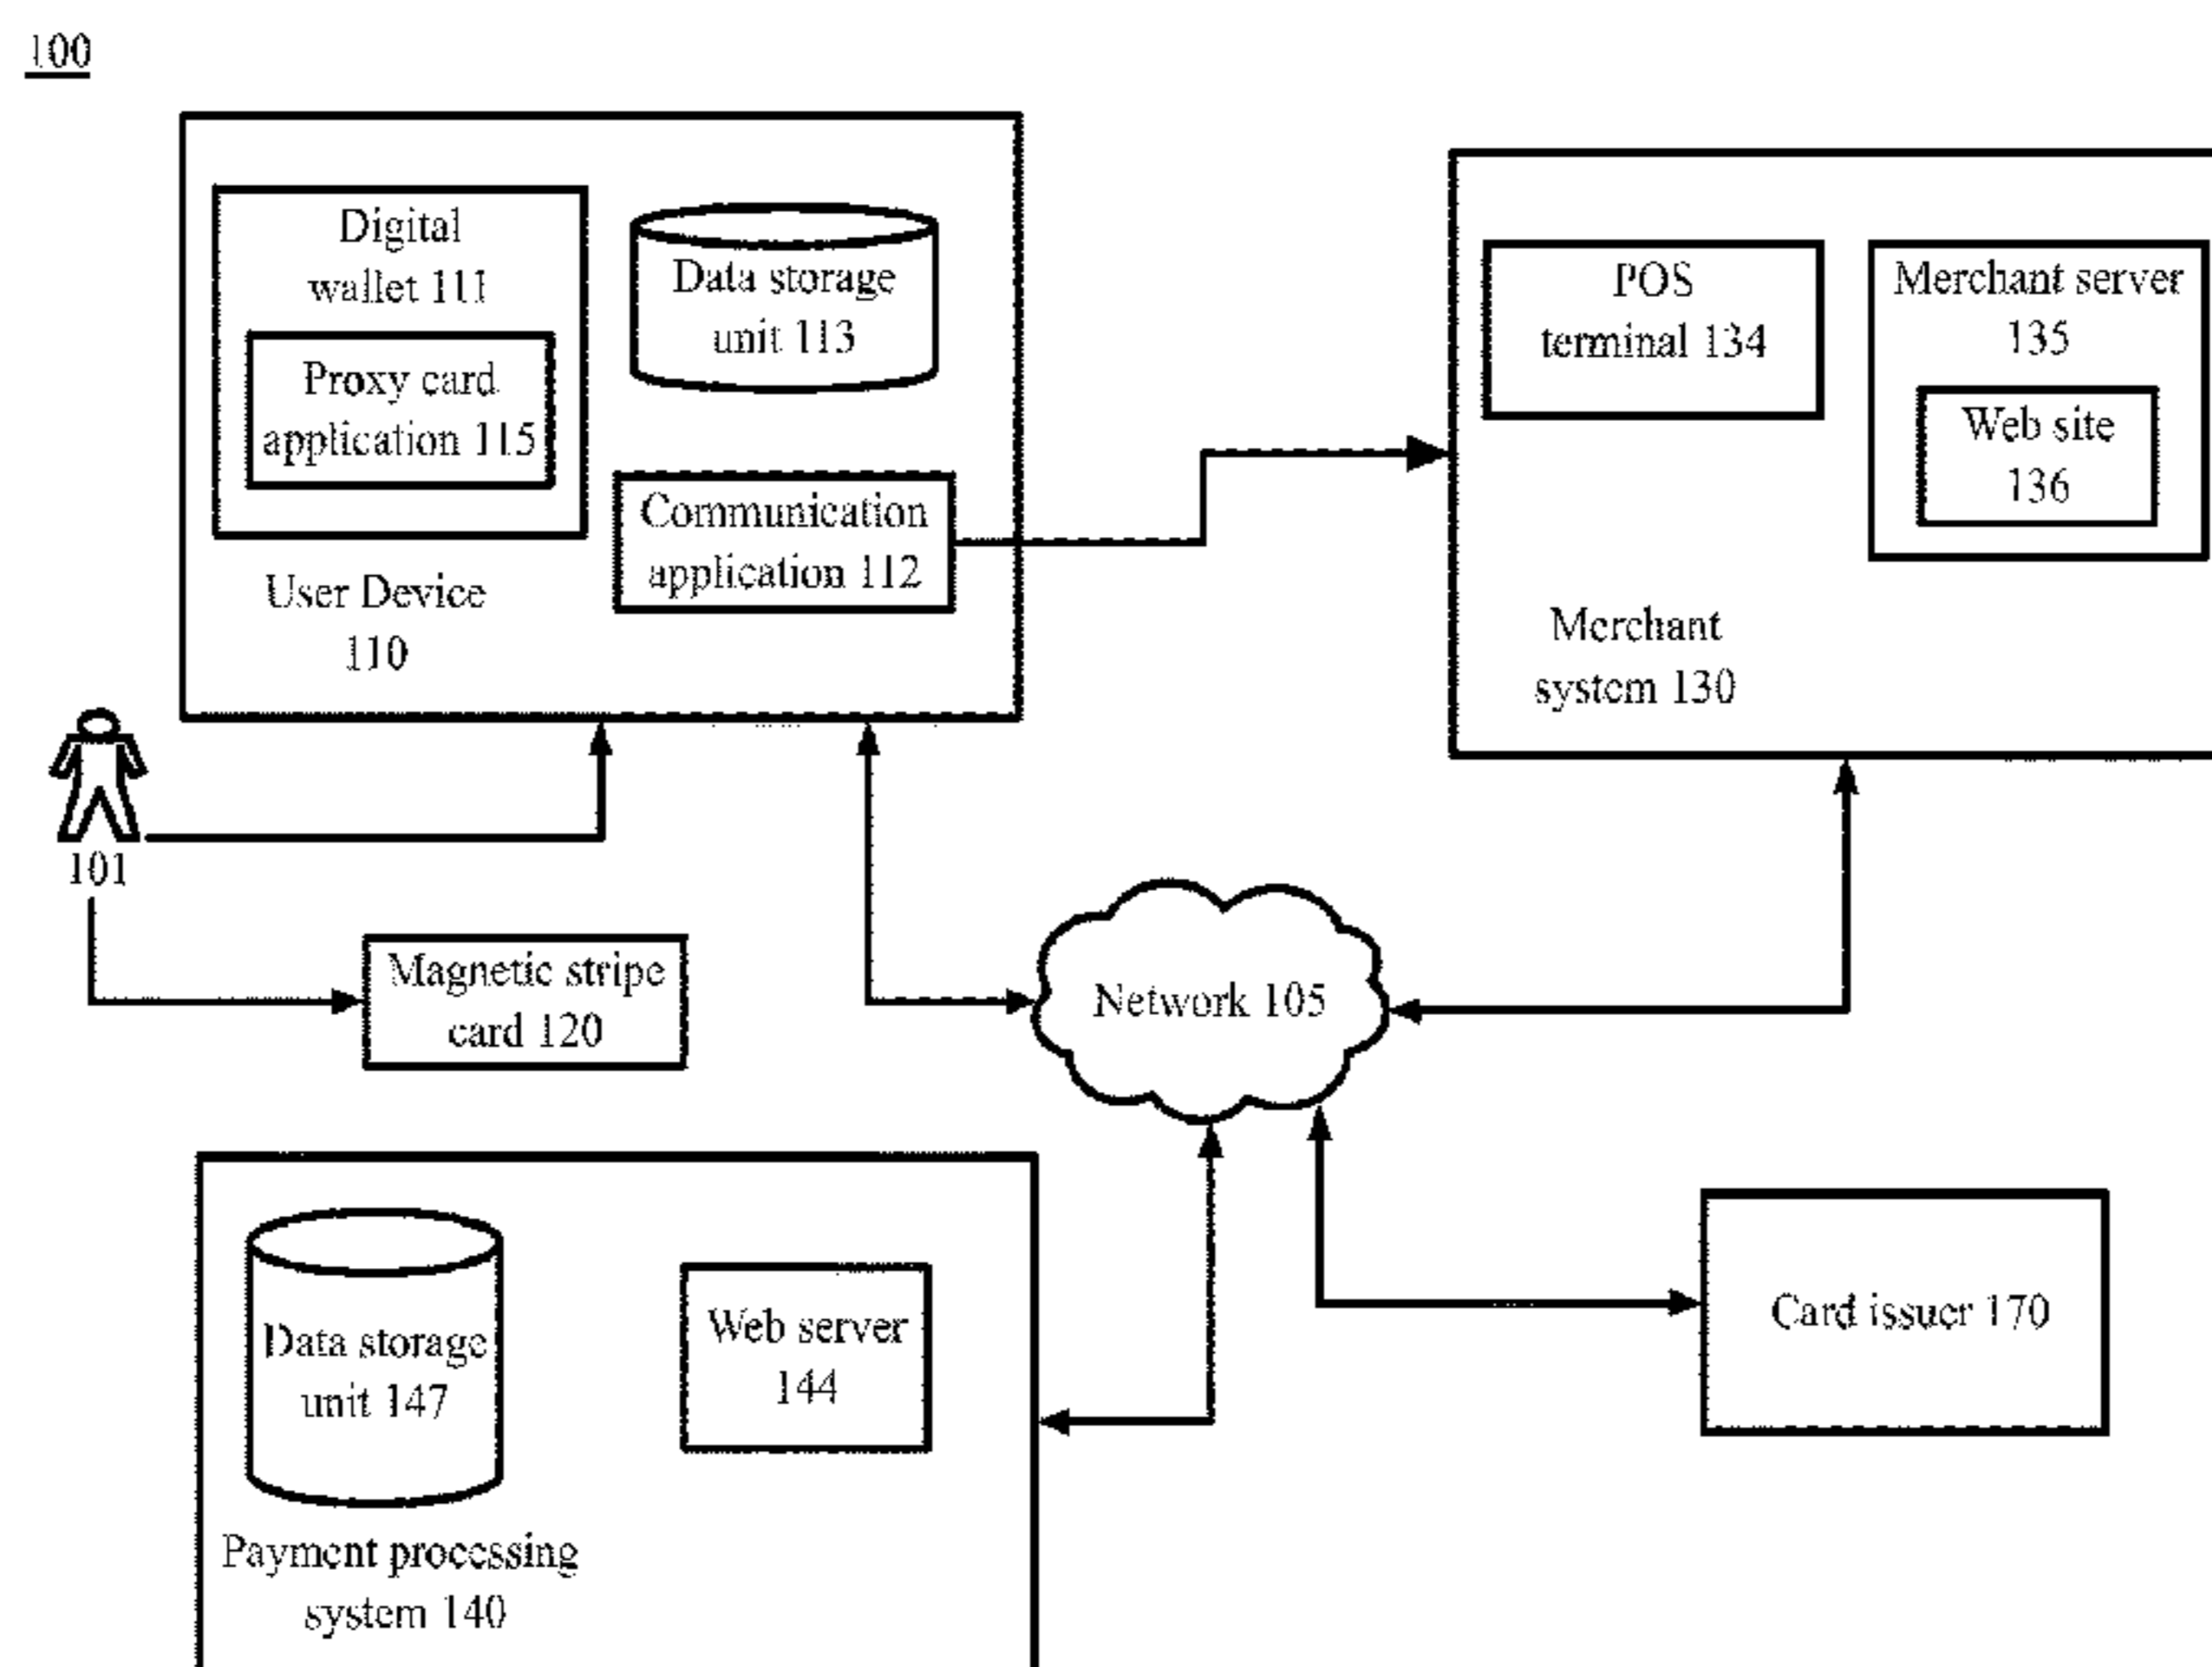 100
Digital
wallet 111
Proxy card
application 115
Data storage
unit 113
Communication
application 112
User Device
110
POS
terminal 134
Merchant server
135
Web site
136
Merchant
system 130
101
Magnetic stripe
card 120
Network 105
Data storage
unit 147
Web server
144
Payment processing
system 140
Card issuer 170